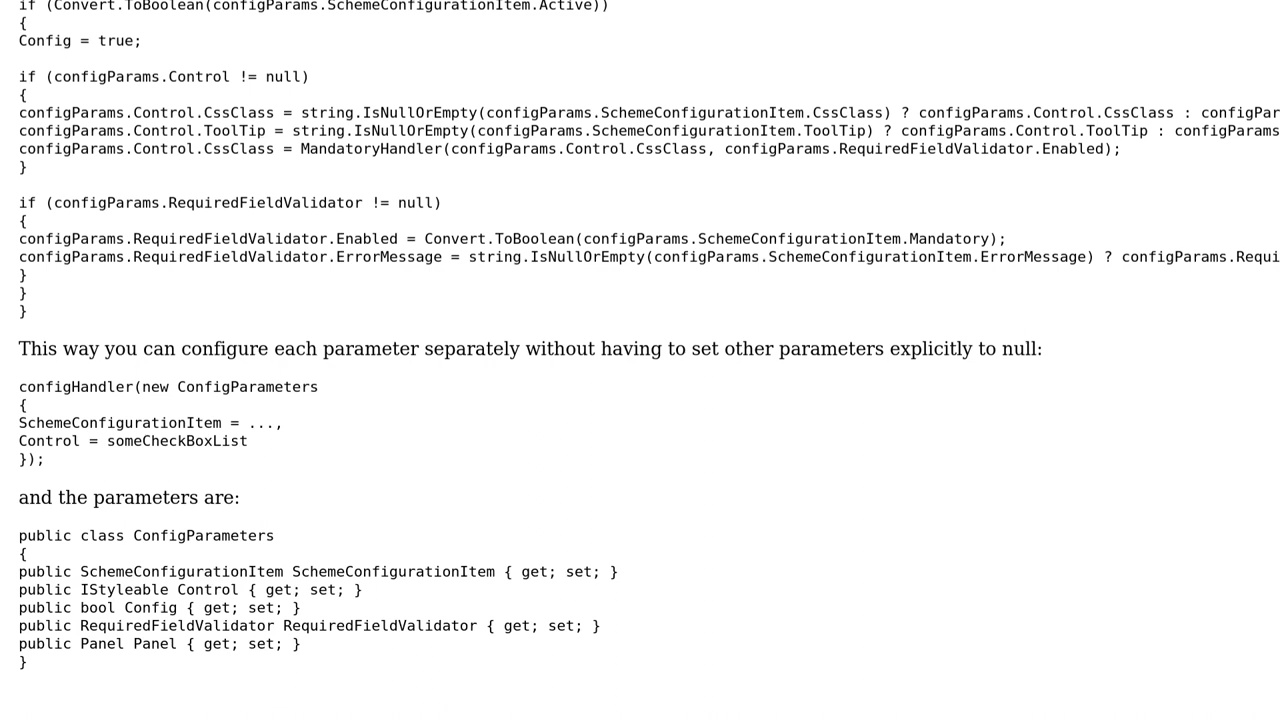 if (Convert.ToBoolean(configParams.SchemeConfigurationItem.Active))
{
Config = true;
if (configParams.Control != null)
{
configParams.Control.CssClass = string.IsNullOrEmpty(configParams.SchemeConfigurationItem.CssClass) ? configParams.Control.CssClass : configPar
configParams.Control.ToolTip = string.IsNullOrEmpty(configParams.SchemeConfigurationItem.ToolTip) ? configParams.Control.ToolTip : configParams
configParams.Control.CssClass = MandatoryHandler(configParams.Control.CssClass, configParams.RequiredFieldValidator.Enabled);
}
if (configParams.RequiredFieldValidator != null)
{
configParams.RequiredFieldValidator.Enabled = Convert.ToBoolean(configParams.SchemeConfigurationItem.Mandatory);
configParams.RequiredFieldValidator.ErrorMessage = string.IsNullOrEmpty(configParams.SchemeConfigurationItem.ErrorMessage) ? configParams.Requi
}
}
}
This way you can configure each parameter separately without having to set other parameters explicitly to null:
configHandler(new ConfigParameters
{
SchemeConfigurationItem = ...,
Control = someCheckBoxList
});
and the parameters are:
public class ConfigParameters
{
public SchemeConfigurationItem SchemeConfigurationItem { get; set; }
public IStyleable Control { get; set; }
public bool Config { get; set; }
public RequiredFieldValidator RequiredFieldValidator { get; set; }
public Panel Panel { get; set; }
}